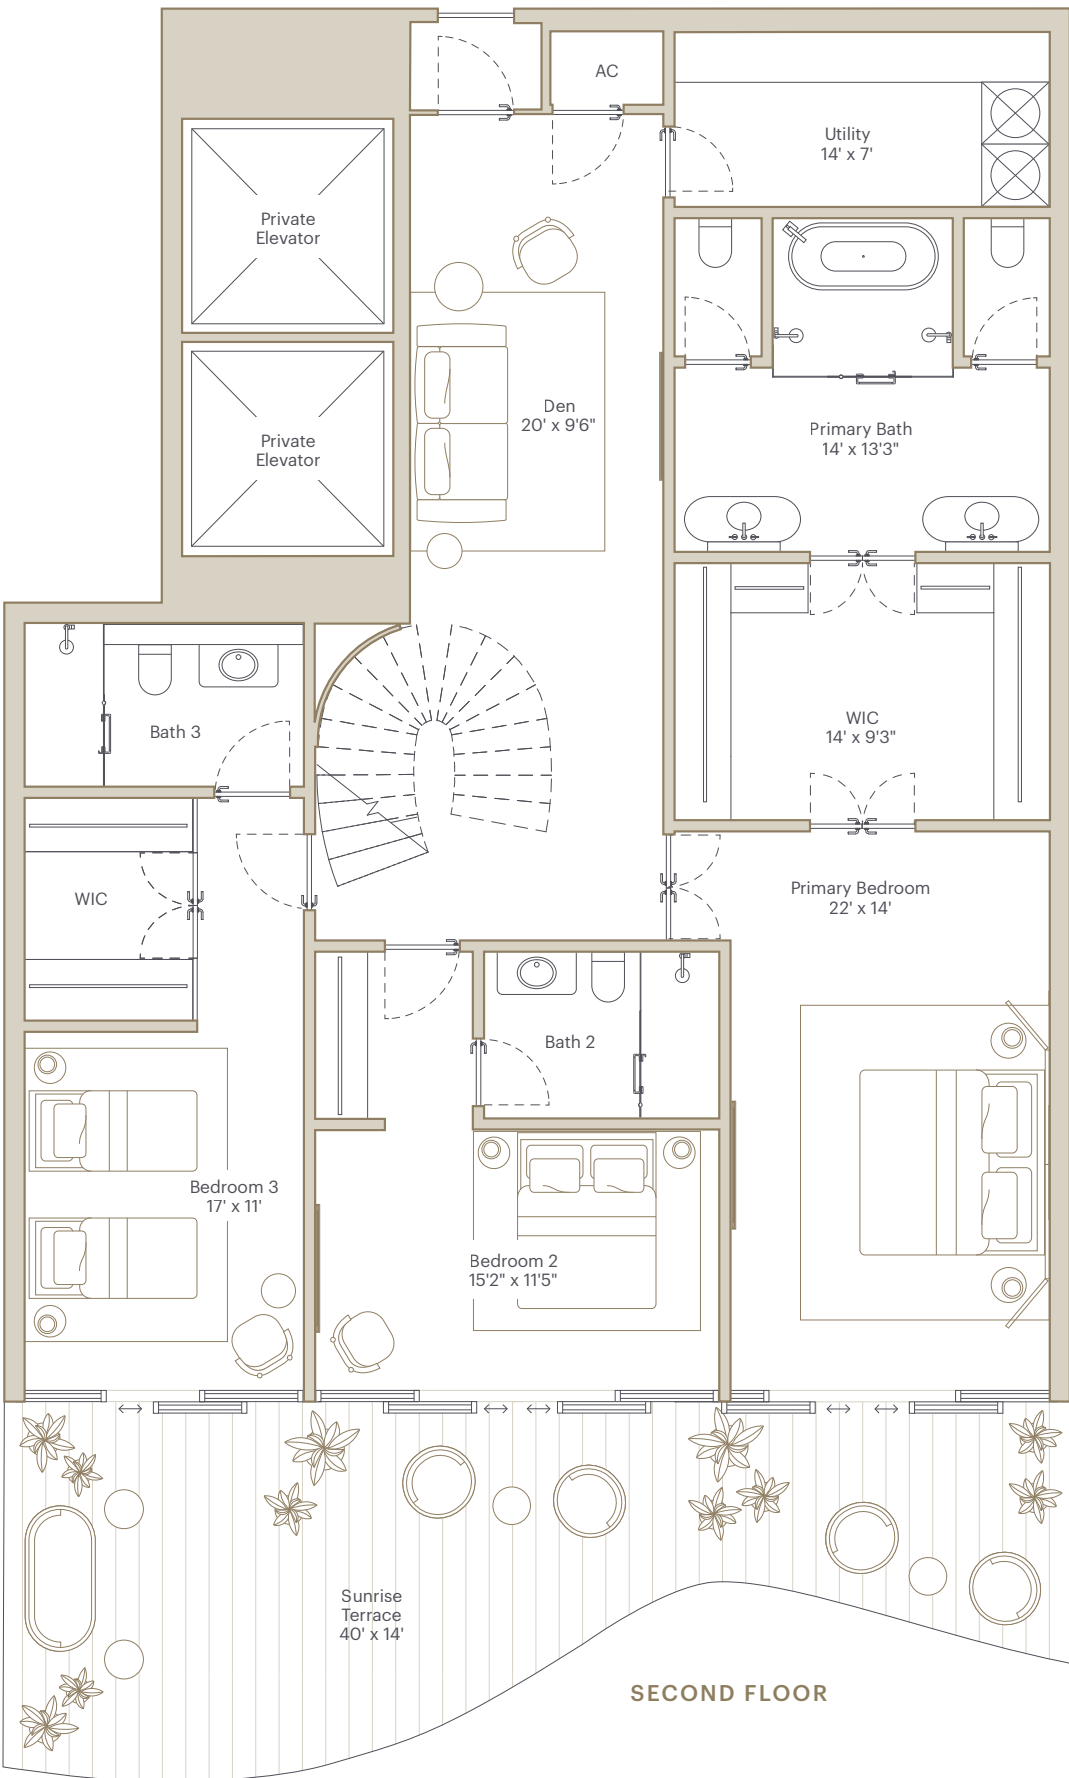 AC
Utility
14' x 7'
Private
Elevator
Private
Elevator
Den
20' x 9'6"
Primary Bath
14' x 13'3"
Bath 3
WIC
14' x 9'3"
WIC
Primary Bedroom
22' x 14'
Bath 2
Bedroom 3
17' x 11'
Bedroom 2
15'2" x 11'5"
Sunrise
Terrace
40' x 14'
SECOND FLOOR